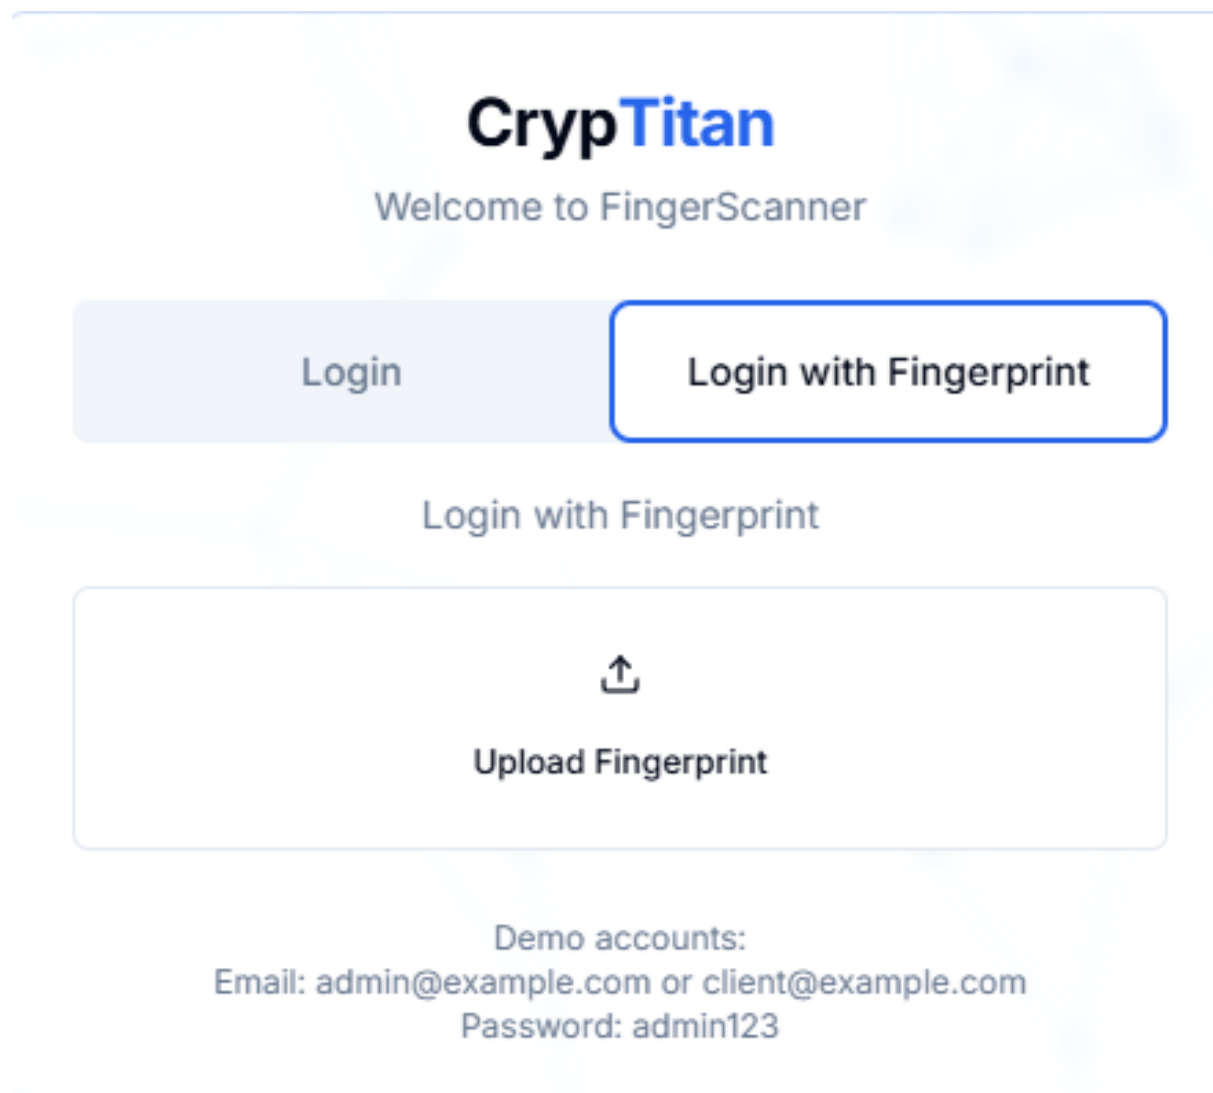 CrypTitan
Welcome to FingerScanner
Login
Login with Fingerprint
Login with Fingerprint
Upload Fingerprint
Demo accounts:
Email: admin@example.com or client@example.com
Password: admin123